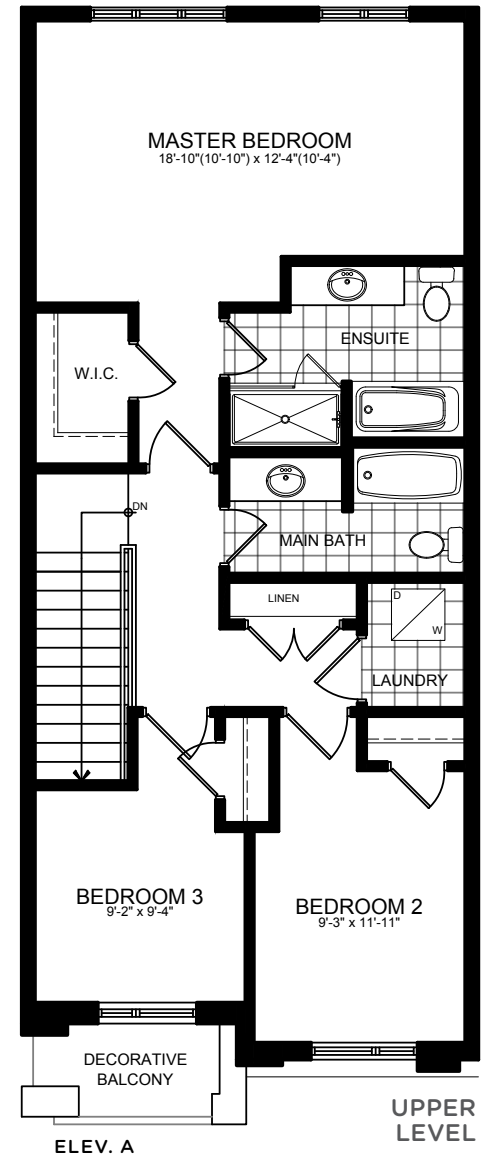 MASTER BEDROOM
18'-10"(10'-10") x 12'-4"(10'-4")
ENSUITE
W.I.C.
DN
MAIN BATH
LINEN
D
W
LAUNDRY
BEDROOM 3
9'-2" x 9'-4"
BEDROOM 2
9'-3" x 11'-11"
DECORATIVE
BALCONY
UPPER
LEVEL
ELEV. A